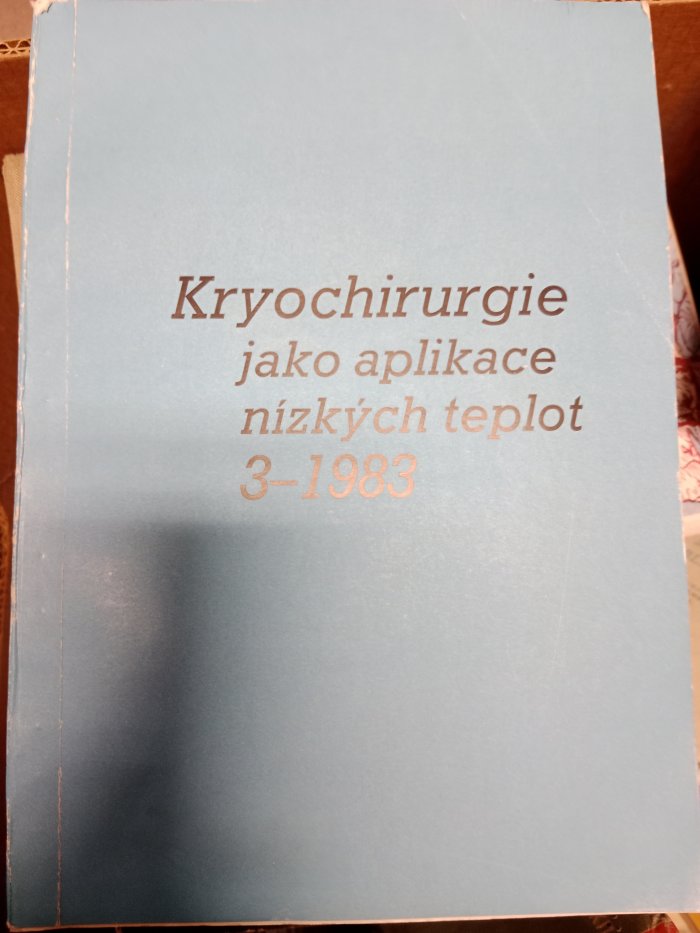 Kryochirurgie
jako aplikace
nízkých teplot
3–1983